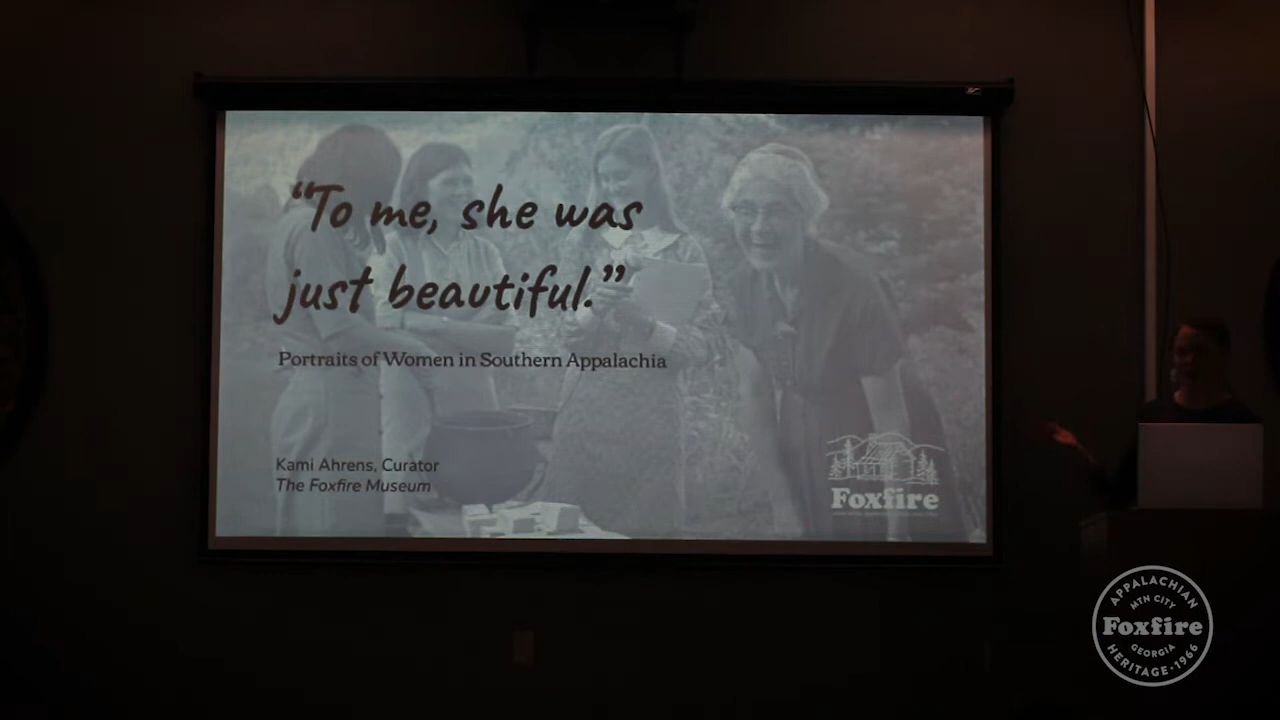 “To me, she was
just beautiful.”
Portraits of Women in Southern Appalachia
Kami Ahrens, Curator
The Foxfire Museum
Foxfire
APPALACHIAN
MTN CITY
Foxfire
GEORGIA
HERITAGE·1966